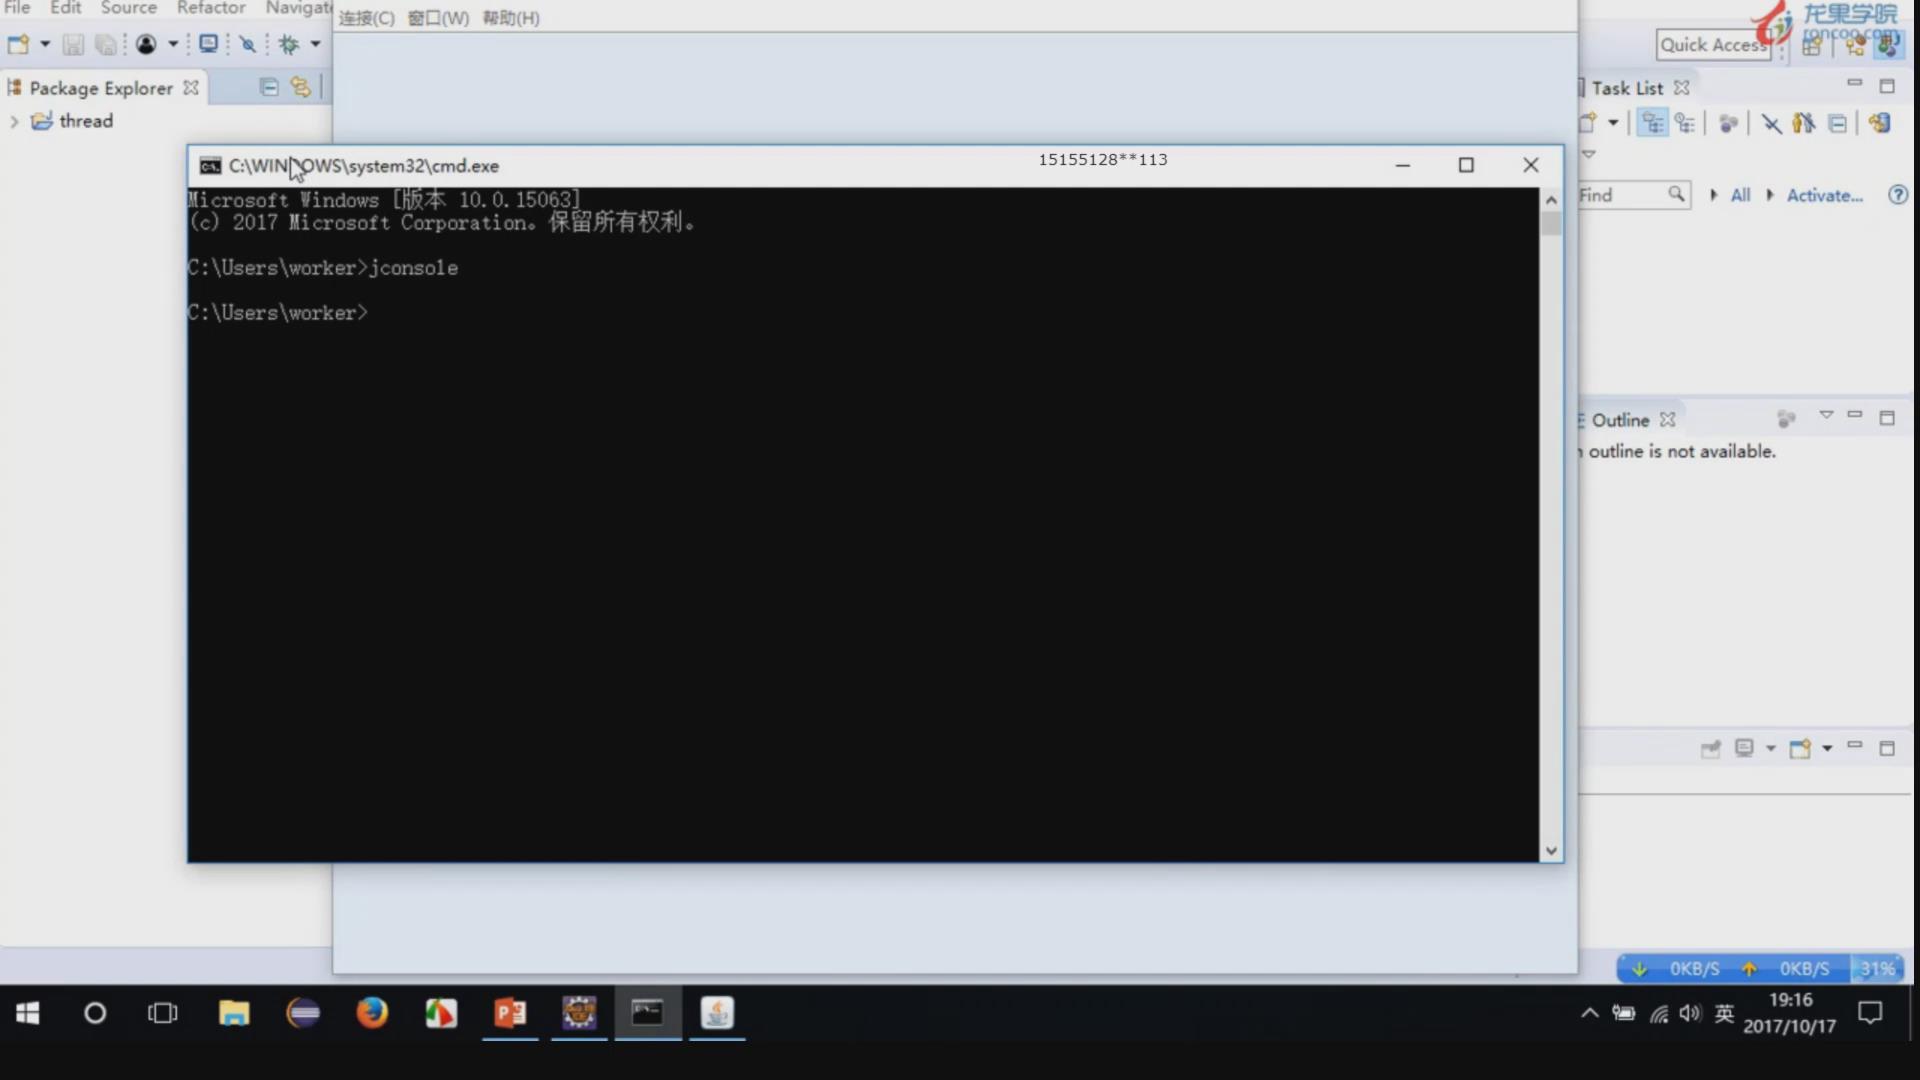 File Edit Source Refactor Navigat
连接(C) 窗口(W) 帮助(H)
龙果学院
roncoo.com
Quick Access
Package Explorer
Task List
thread
C:\WINDOWS\system32\cmd.exe
15155128**113
Find
All
Activate...
Microsoft Windows [版本 10.0.15063]
(c) 2017 Microsoft Corporation。保留所有权利。
C:\Users\worker>jconsole
C:\Users\worker>
Outline
outline is not available.
0KB/S
0KB/S
31%
英
19:16
2017/10/17